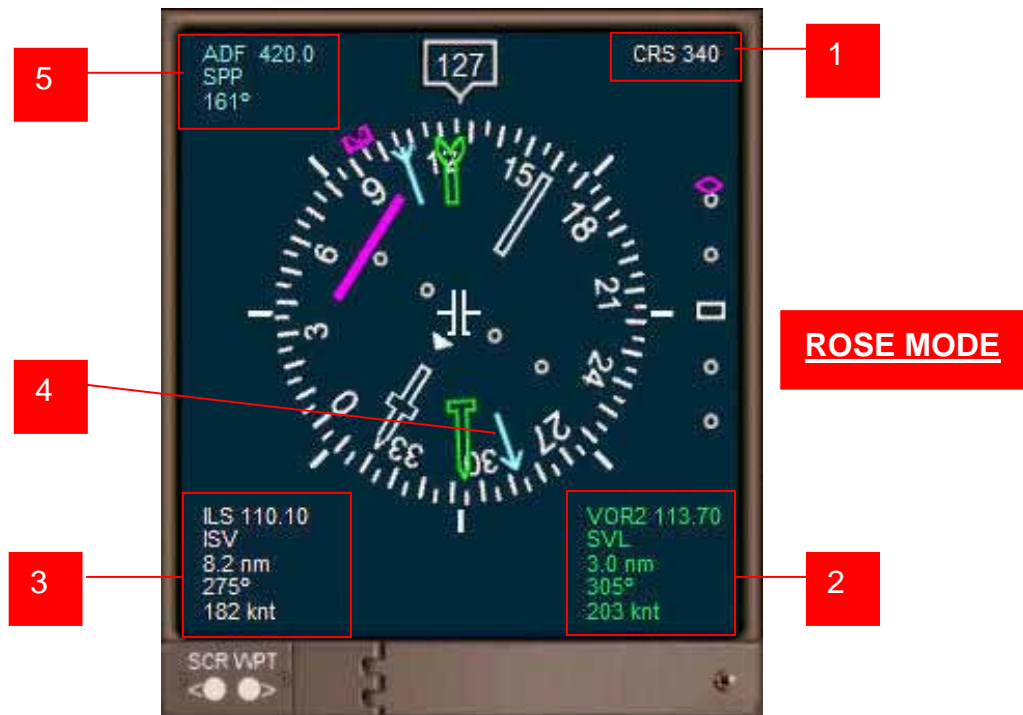 5
ADF 420.0
SPP
161°
127
CRS 340
1
12
15
18
21
24
27
30
33
0
3
6
9
ROSE MODE
4
3
ILS 110.10
ISV
8.2 nm
275°
182 knt
VOR2 113.70
SVL
3.0 nm
305°
203 knt
2
SCR WPT